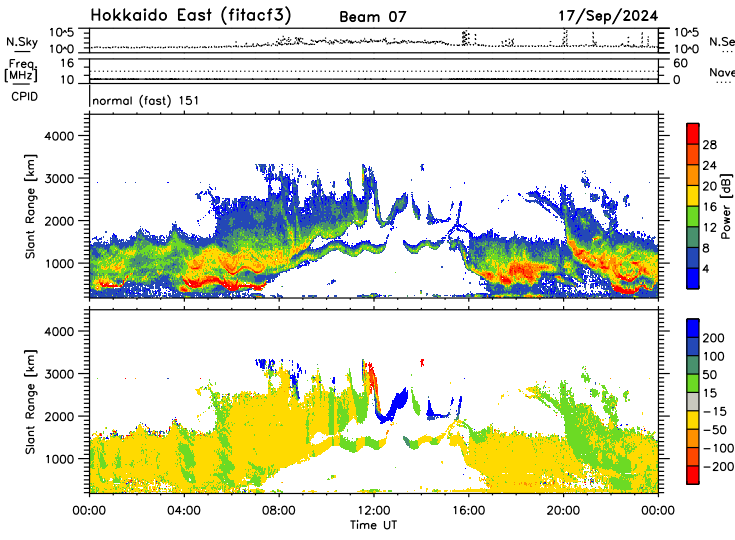 Hokkaido East (fitacf3) Beam 07 17/Sep/2024
10^5 10^5
N.Sky N.Se
10^0 10^0
Freq. 16 60
[MHz] 10 0 Nave
CPID normal (fast) 151
4000
3000
2000
1000
Slant Range [km]
28
24
20
16
12
8
4
Power [dB]
4000
3000
2000
1000
Slant Range [km]
200
100
50
15
-15
-50
-100
-200
00:00 04:00 08:00 12:00 16:00 20:00 00:00
Time UT